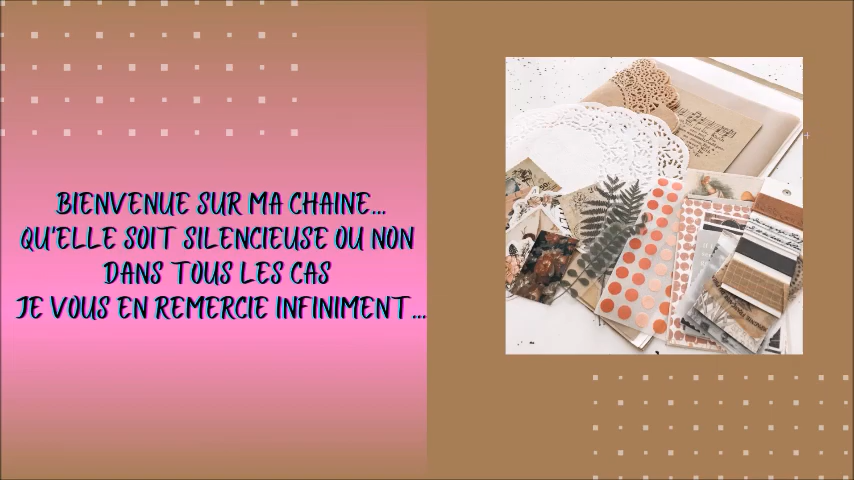 BIENVENUE SUR MA CHAINE...
QU'ELLE SOIT SILENCIEUSE OU NON
DANS TOUS LES CAS
JE VOUS EN REMERCIE INFINIMENT...